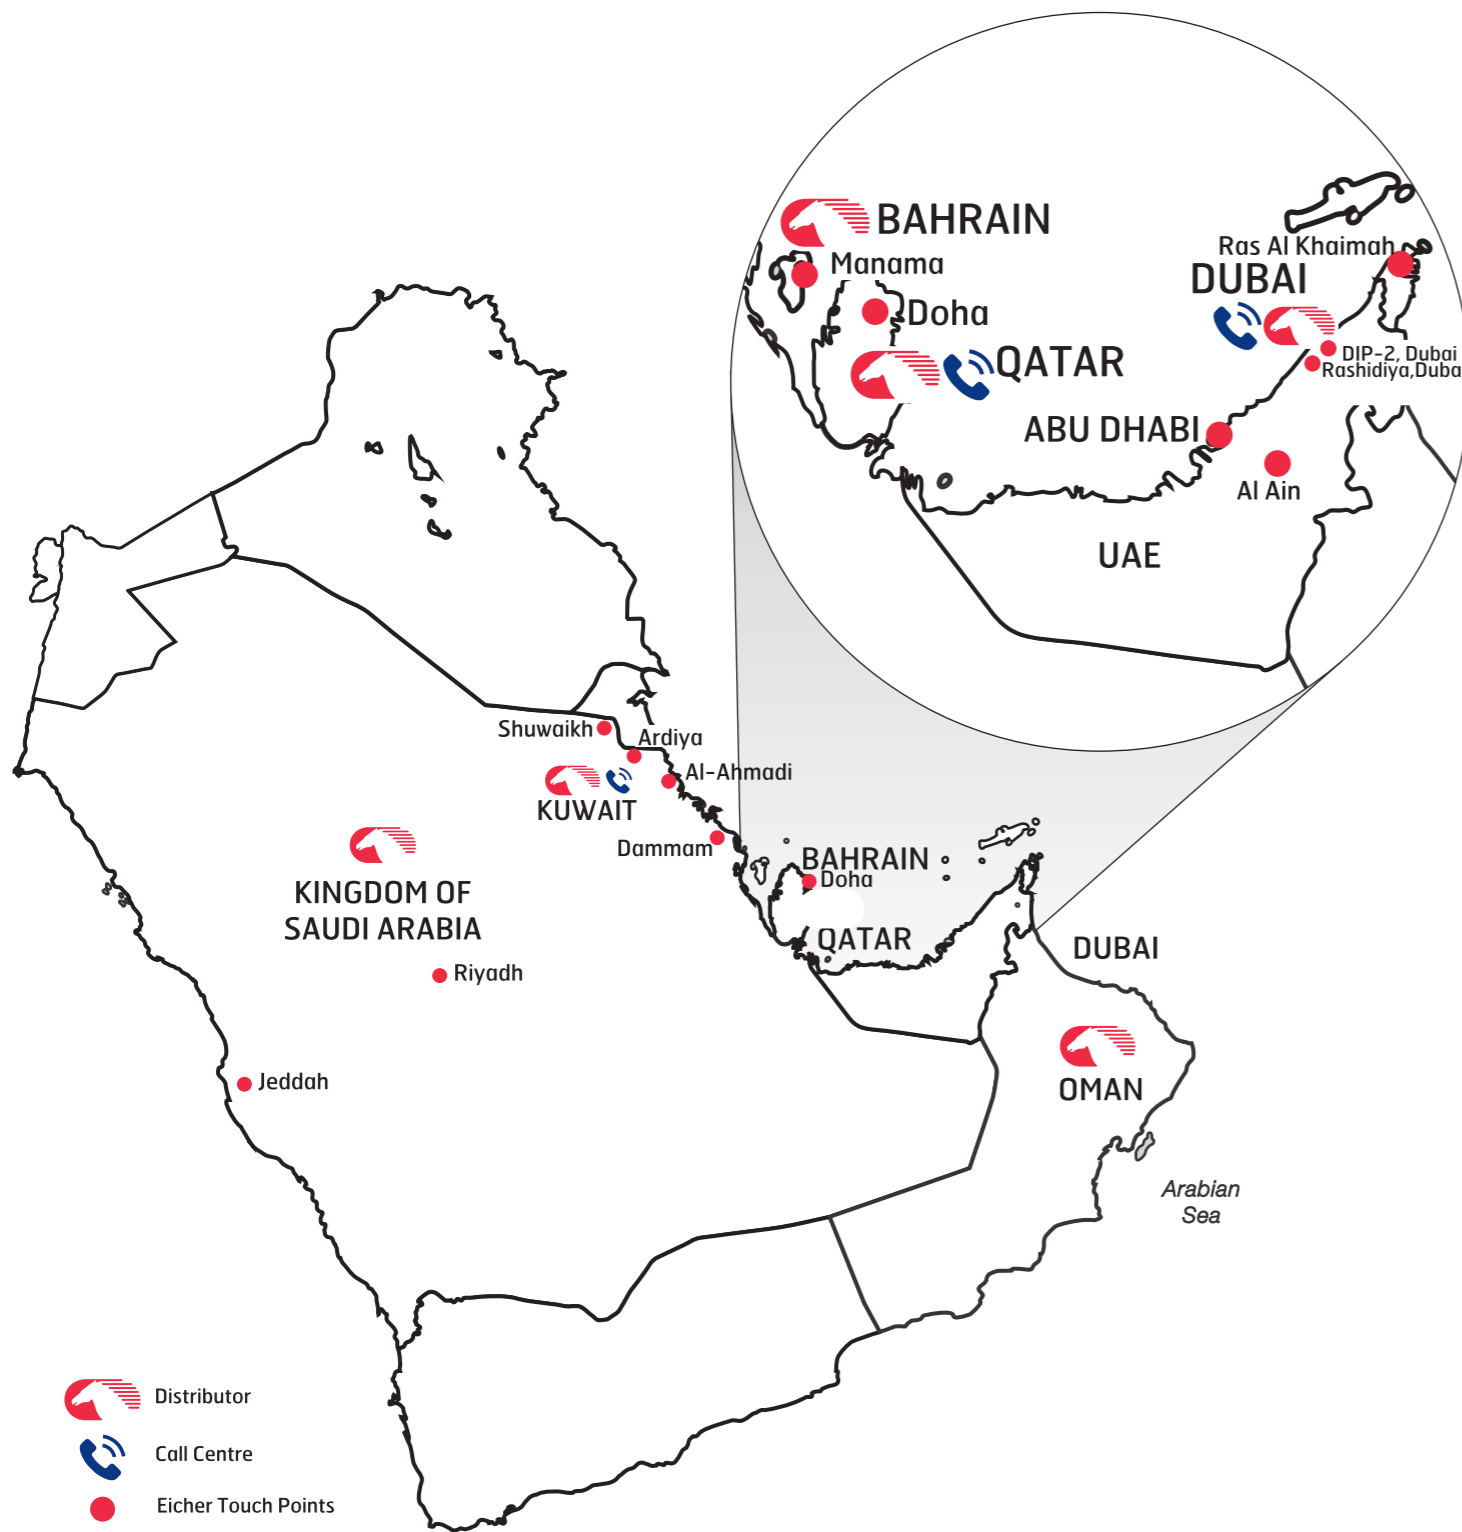 BAHRAIN
Manama
Doha
QATAR
Ras Al Khaimah
DUBAI
DIP-2, Dubai
Rashidiya,Duba
ABU DHABI
Al Ain
UAE
Shuwaikh
Ardiya
Al-Ahmadi
KUWAIT
Dammam
BAHRAIN
Doha
QATAR
DUBAI
KINGDOM OF
SAUDI ARABIA
Riyadh
Jeddah
OMAN
Arabian
Sea
Distributor
Call Centre
Eicher Touch Points